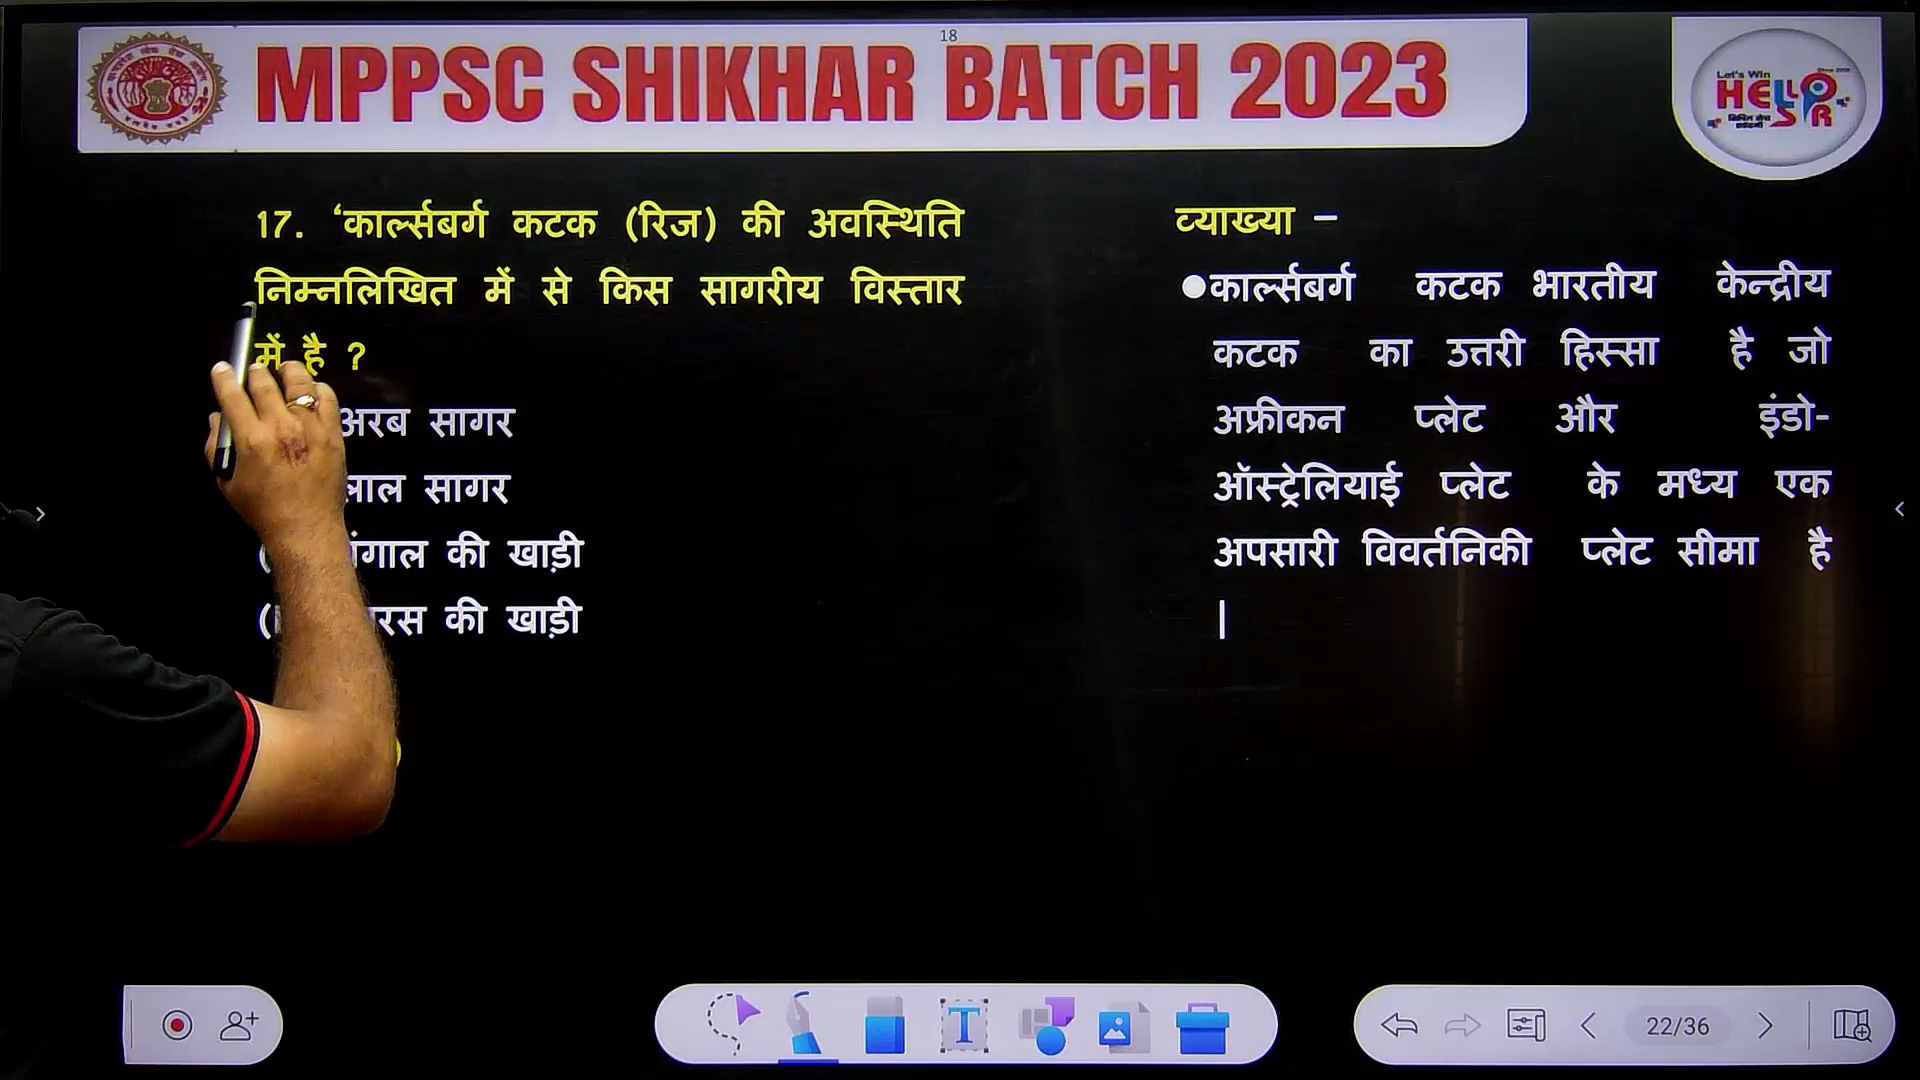 18
MPPSC SHIKHAR BATCH 2023
Let's Win
HELLO
SIR
17. ‘कार्ल्सबर्ग कटक (रिज) की अवस्थिति
निम्नलिखित में से किस सागरीय विस्तार
में है ?
अरब सागर
लाल सागर
की खाड़ी
की खाड़ी
व्याख्या –
●कार्ल्सबर्ग कटक भारतीय केन्द्रीय
कटक का उत्तरी हिस्सा है जो
अफ्रीकन प्लेट और इंडो-
ऑस्ट्रेलियाई प्लेट के मध्य एक
अपसारी विवर्तनिकी प्लेट सीमा है
|
T
22/36